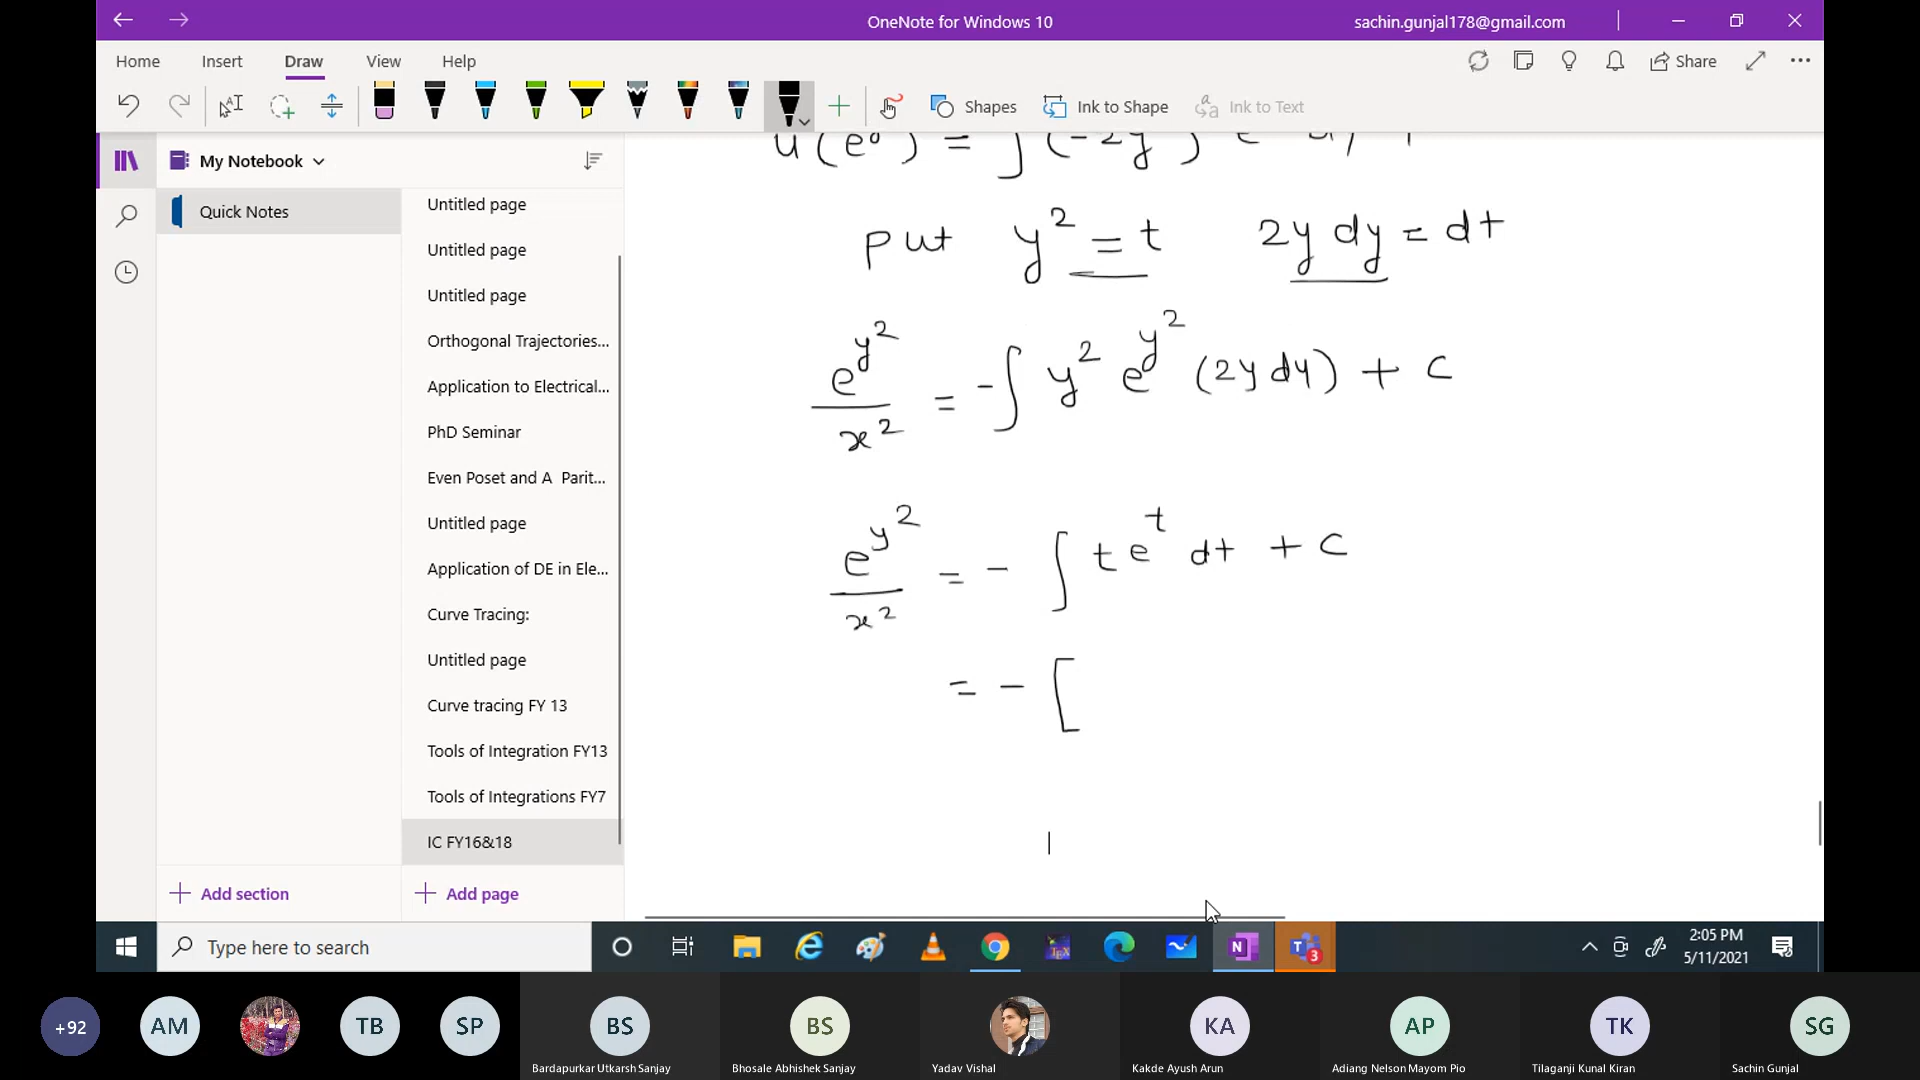 OneNote for Windows 10
sachin.gunjal178@gmail.com
Home Insert Draw View Help
Share
Shapes Ink to Shape Ink to Text
My Notebook
Quick Notes
Untitled page
Untitled page
Untitled page
Orthogonal Trajectories...
Application to Electrical...
PhD Seminar
Even Poset and A Parit...
Untitled page
Application of DE in Ele...
Curve Tracing:
Untitled page
Curve tracing FY 13
Tools of Integration FY13
Tools of Integrations FY7
IC FY16&18
Add section
Add page
put y² = t 2y dy = dt
e^{y²}/x² = -∫ y² e^{y²} (2y dy) + c
e^{y²}/x² = - ∫ t e^t dt + c
= - [
Type here to search
N
T 3
2:05 PM
5/11/2021
+92 AM TB SP BS BS KA AP TK SG
Bardapurkar Utkarsh Sanjay Bhosale Abhishek Sanjay Yadav Vishal Kakde Ayush Arun Adiang Nelson Mayom Pio Tilaganji Kunal Kiran Sachin Gunjal